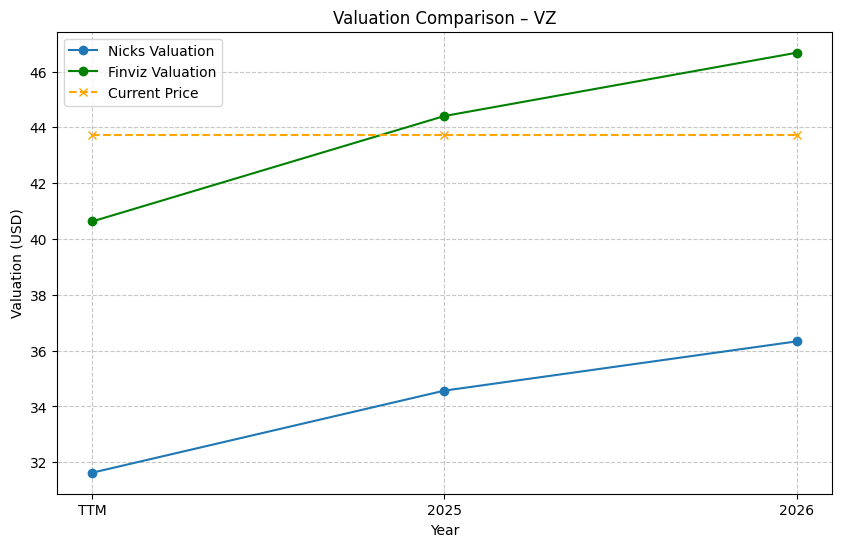 Valuation Comparison – VZ
Nicks Valuation
Finviz Valuation
Current Price
46
44
42
40
38
36
34
32
Valuation (USD)
TTM
2025
2026
Year